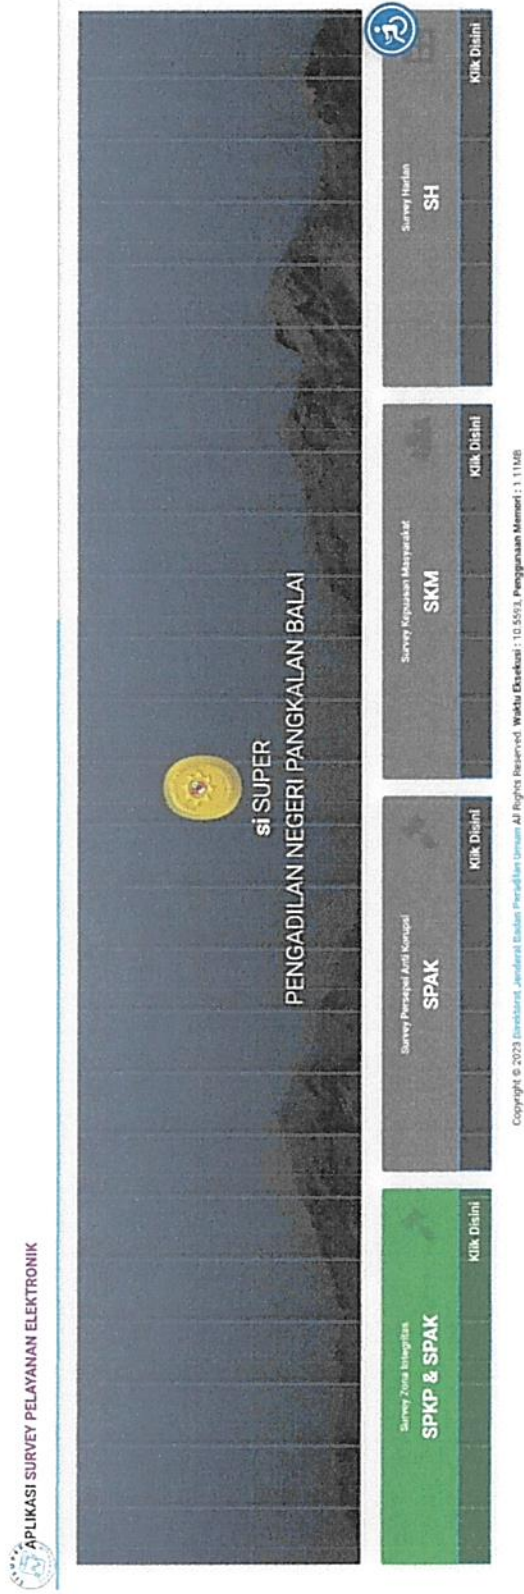 APLIKASI SURVEY PELAYANAN ELEKTRONIK
si SUPER
PENGADILAN NEGERI PANGKALAN BALAI
Survey Zona Integritas
SPKP & SPAK
Klik Disini
Survey Persepsi Anti Korupsi
SPAK
Klik Disini
Survey Kepuasan Masyarakat
SKM
Klik Disini
Survey Harian
SH
Klik Disini
Copyright © 2023 Direktorat Jenderal Badan Peradilan Umum All Rights Reserved. Waktu Eksekusi : 10.5593, Penggunaan Memori : 1.11MB